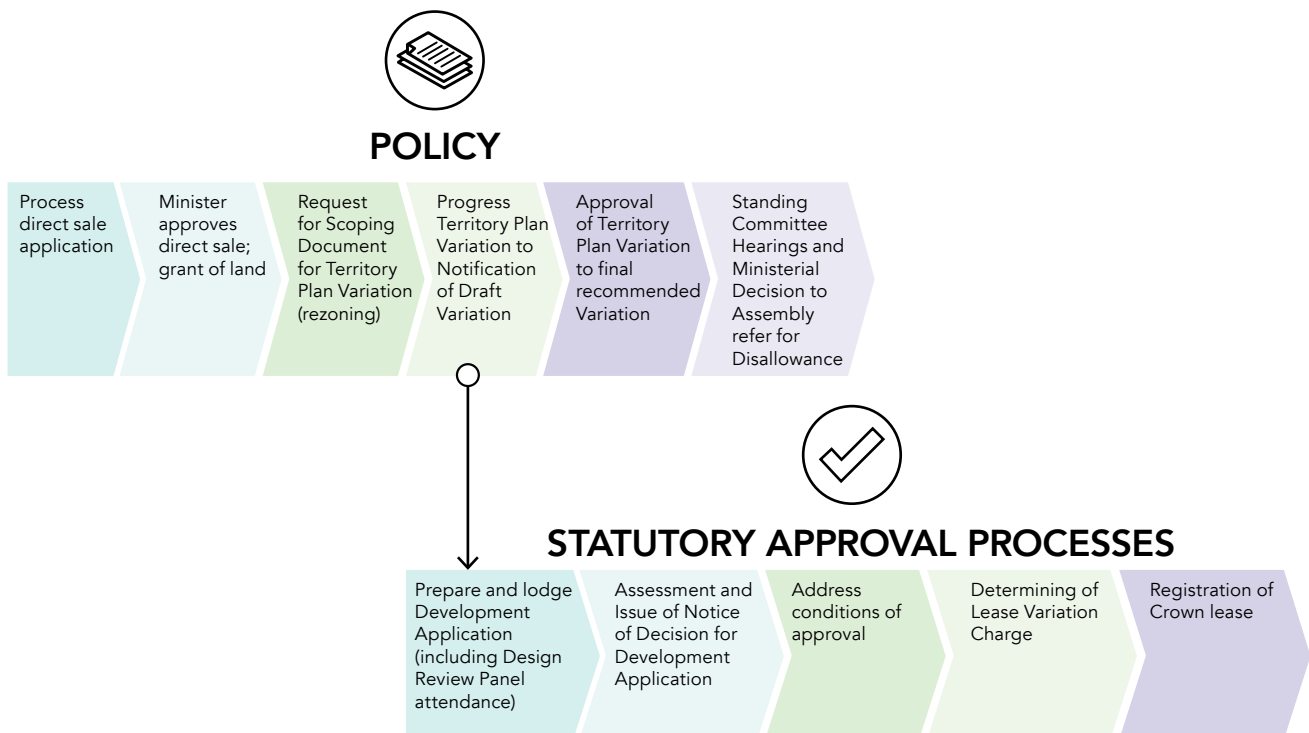 POLICY
Process
direct sale
application
Minister
approves
direct sale;
grant of land
Request
for Scoping
Document
for Territory
Plan Variation
(rezoning)
Progress
Territory Plan
Variation to
Notification
of Draft
Variation
Approval
of Territory
Plan Variation
to final
recommended
Variation
Standing
Committee
Hearings and
Ministerial
Decision to
Assembly
refer for
Disallowance
STATUTORY APPROVAL PROCESSES
Prepare and lodge
Development
Application
(including Design
Review Panel
attendance)
Assessment and
Issue of Notice
of Decision for
Development
Application
Address
conditions of
approval
Determining of
Lease Variation
Charge
Registration of
Crown lease